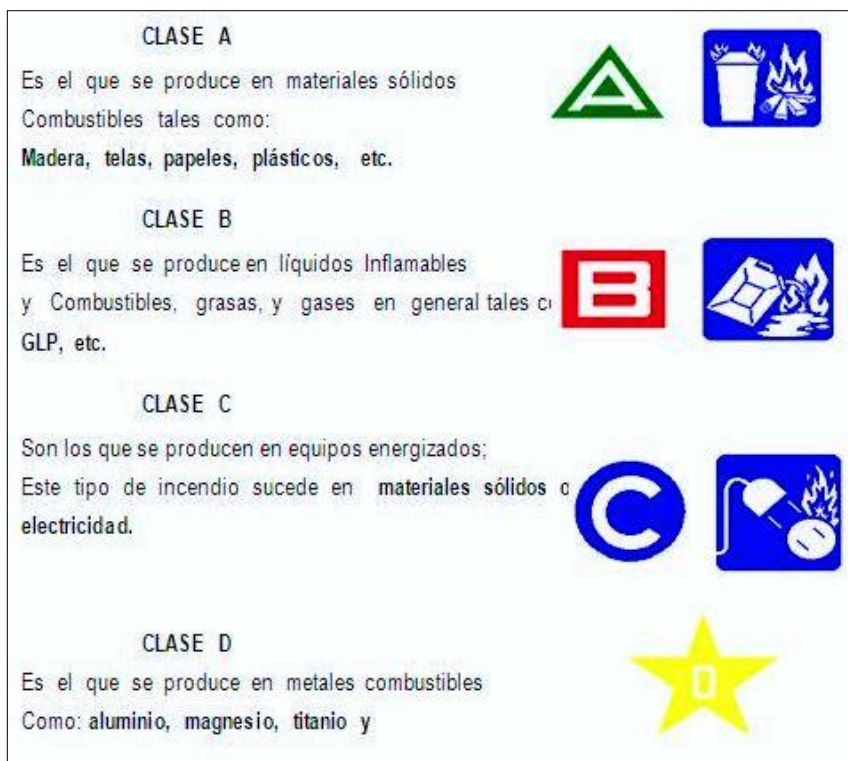 CLASE A
Es el que se produce en materiales sólidos
Combustibles tales como:
Madera, telas, papeles, plásticos, etc.
A
CLASE B
Es el que se produce en líquidos Inflamables
y Combustibles, grasas, y gases en general tales
GLP, etc.
B
CLASE C
Son los que se producen en equipos energizados;
Este tipo de incendio sucede en materiales sólidos
electricidad.
C
CLASE D
Es el que se produce en metales combustibles
Como: aluminio, magnesio, titanio y
D